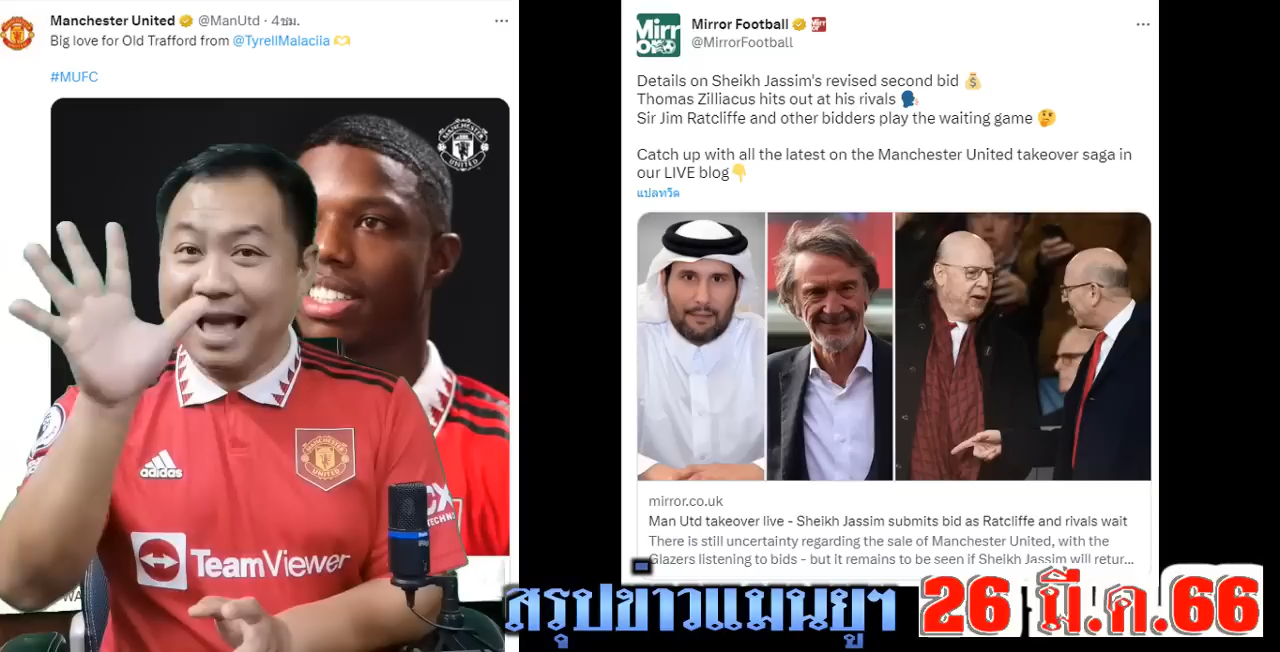 Manchester United @ManUtd · 4ชม.
Big love for Old Trafford from @TyrellMalaciia
#MUFC
MANCHESTER
UNITED
adidas
MANCHESTER
UNITED
TeamViewer
Mirror Football
@MirrorFootball
Details on Sheikh Jassim's revised second bid
Thomas Zilliacus hits out at his rivals
Sir Jim Ratcliffe and other bidders play the waiting game
Catch up with all the latest on the Manchester United takeover saga in
our LIVE blog
แปลทวีต
mirror.co.uk
Man Utd takeover live - Sheikh Jassim submits bid as Ratcliffe and rivals wait
There is still uncertainty regarding the sale of Manchester United, with the
Glazers listening to bids - but it remains to be seen if Sheikh Jassim will retur...
สรุปข่าวแมนยูฯ 26 มี.ค.66